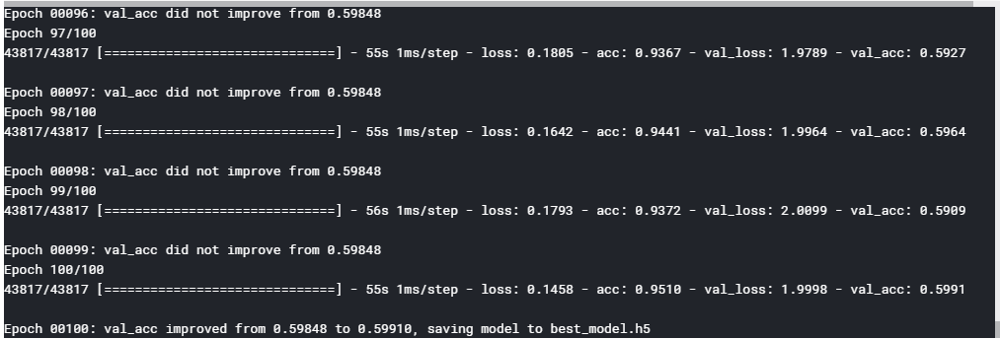 Epoch 00096: val_acc did not improve from 0.59848
Epoch 97/100
43817/43817 [==============================] - 55s 1ms/step - loss: 0.1805 - acc: 0.9367 - val_loss: 1.9789 - val_acc: 0.5927
Epoch 00097: val_acc did not improve from 0.59848
Epoch 98/100
43817/43817 [==============================] - 55s 1ms/step - loss: 0.1642 - acc: 0.9441 - val_loss: 1.9964 - val_acc: 0.5964
Epoch 00098: val_acc did not improve from 0.59848
Epoch 99/100
43817/43817 [==============================] - 56s 1ms/step - loss: 0.1793 - acc: 0.9372 - val_loss: 2.0099 - val_acc: 0.5909
Epoch 00099: val_acc did not improve from 0.59848
Epoch 100/100
43817/43817 [==============================] - 55s 1ms/step - loss: 0.1458 - acc: 0.9510 - val_loss: 1.9998 - val_acc: 0.5991
Epoch 00100: val_acc improved from 0.59848 to 0.59910, saving model to best_model.h5